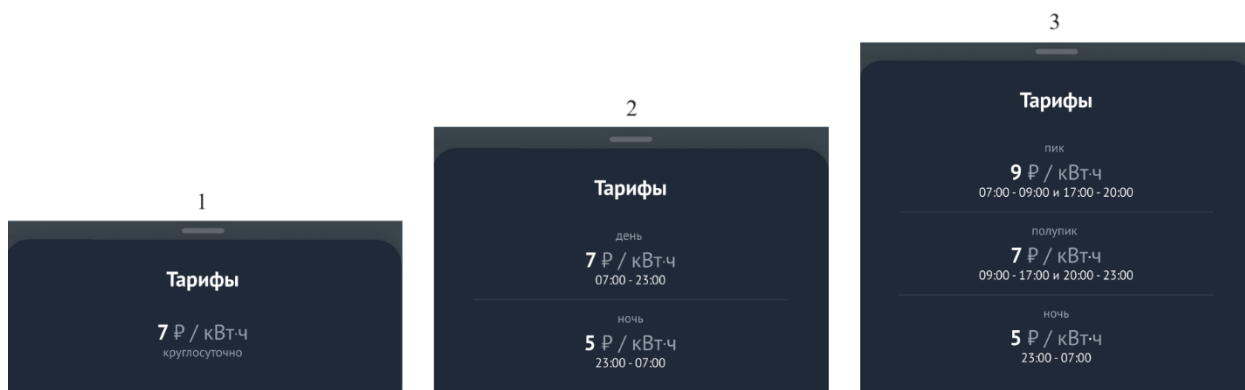 1
Тарифы
7 ₽ / кВт·ч
круглосуточно
2
Тарифы
день
7 ₽ / кВт·ч
07:00 - 23:00
ночь
5 ₽ / кВт·ч
23:00 - 07:00
3
Тарифы
пик
9 ₽ / кВт·ч
07:00 - 09:00 и 17:00 - 20:00
полупик
7 ₽ / кВт·ч
09:00 - 17:00 и 20:00 - 23:00
ночь
5 ₽ / кВт·ч
23:00 - 07:00